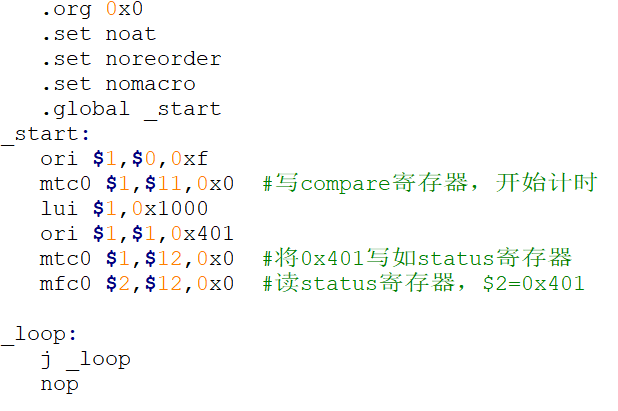 .org 0x0
.set noat
.set noreorder
.set nomacro
.global _start
_start:
ori $1,$0,0xf
mtc0 $1,$11,0x0 #写compare寄存器，开始计时
lui $1,0x1000
ori $1,$1,0x401
mtc0 $1,$12,0x0 #将0x401写如status寄存器
mfc0 $2,$12,0x0 #读status寄存器，$2=0x401
_loop:
j _loop
nop